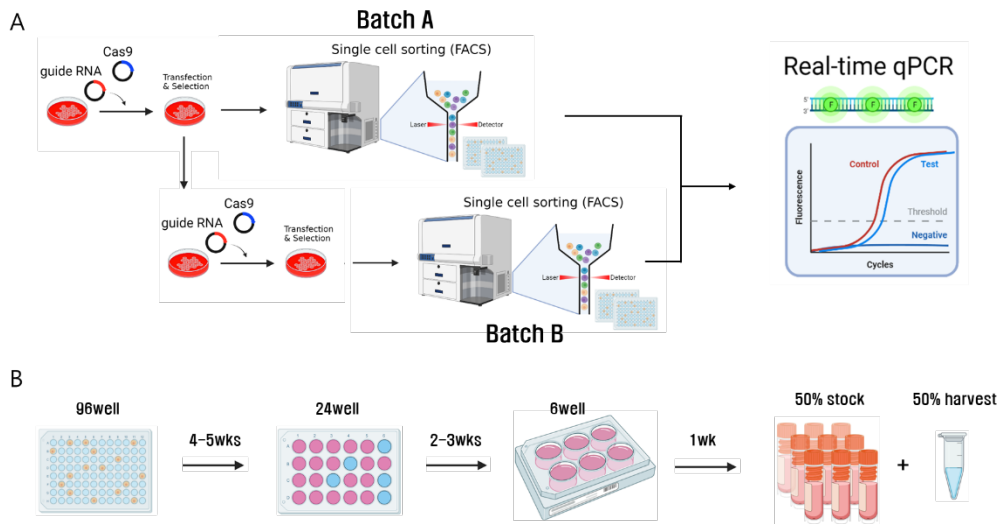 A
Batch A
Cas9
guide RNA
Transfection
& Selection
Single cell sorting (FACS)
Laser
Detector
Real-time qPCR
5'
3'
Control
Test
Threshold
Negative
Fluorescence
Cycles
Cas9
guide RNA
Transfection
& Selection
Single cell sorting (FACS)
Laser
Detector
Batch B
B
96well
4-5wks
24well
2-3wks
6well
1wk
50% stock
+
50% harvest